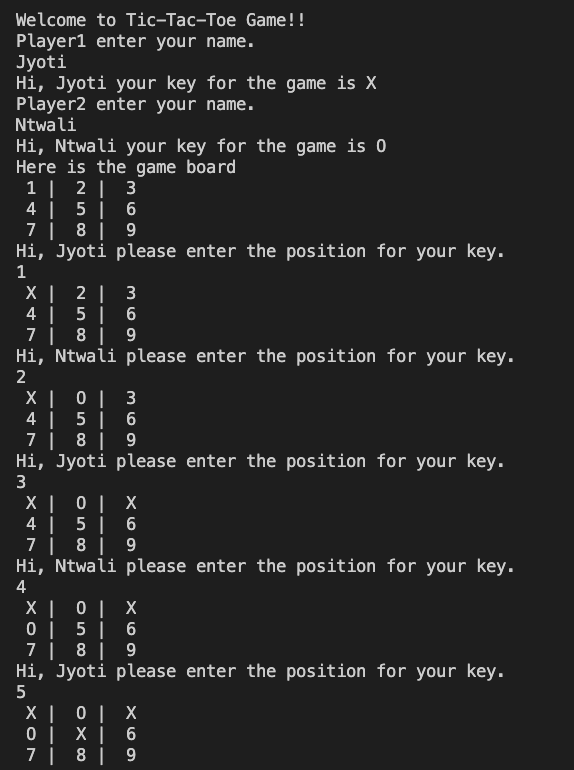 Welcome to Tic-Tac-Toe Game!!
Player1 enter your name.
Jyoti
Hi, Jyoti your key for the game is X
Player2 enter your name.
Ntwali
Hi, Ntwali your key for the game is O
Here is the game board
 1 |  2 |  3
 4 |  5 |  6
 7 |  8 |  9
Hi, Jyoti please enter the position for your key.
1
 X |  2 |  3
 4 |  5 |  6
 7 |  8 |  9
Hi, Ntwali please enter the position for your key.
2
 X |  O |  3
 4 |  5 |  6
 7 |  8 |  9
Hi, Jyoti please enter the position for your key.
3
 X |  O |  X
 4 |  5 |  6
 7 |  8 |  9
Hi, Ntwali please enter the position for your key.
4
 X |  O |  X
 O |  5 |  6
 7 |  8 |  9
Hi, Jyoti please enter the position for your key.
5
 X |  O |  X
 O |  X |  6
 7 |  8 |  9